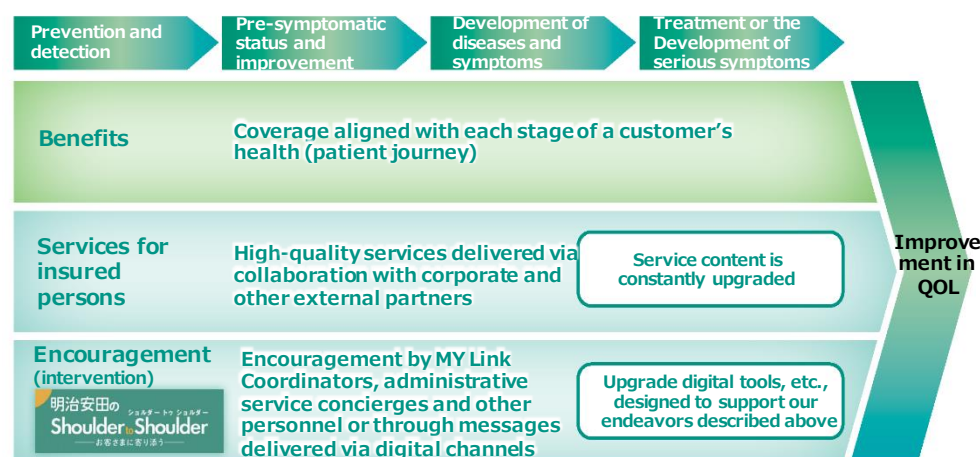 Prevention and
detection
Pre-symptomatic
status and
improvement
Development of
diseases and
symptoms
Treatment or the
Development of
serious symptoms
Benefits
Coverage aligned with each stage of a customer's
health (patient journey)
Services for
insured
persons
High-quality services delivered via
collaboration with corporate and
other external partners
Service content is
constantly upgraded
Improve
ment in
QOL
Encouragement
(intervention)
明治安田の
ショルダー トゥ ショルダー
Shoulder to Shoulder
お客さまに寄り添う
Encouragement by MY Link
Coordinators, administrative
service concierges and other
personnel or through messages
delivered via digital channels
Upgrade digital tools, etc.,
designed to support our
endeavors described above